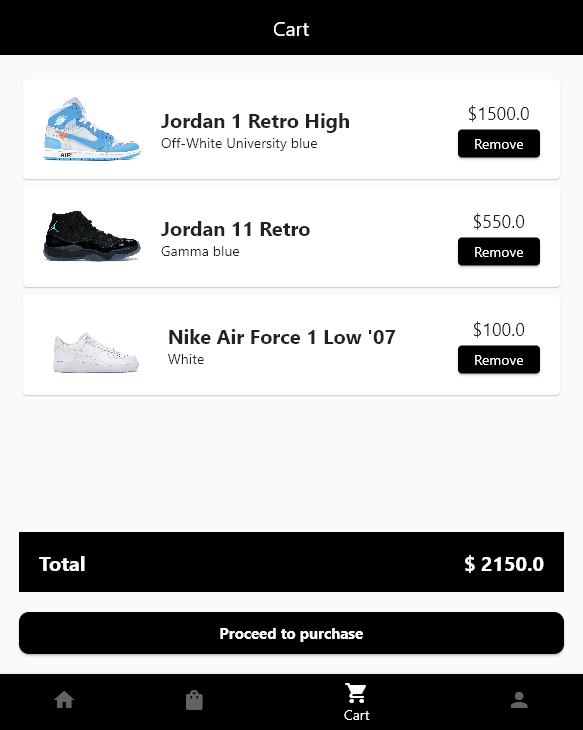 Cart
Jordan 1 Retro High
Off-White University blue
$1500.0
Remove
Jordan 11 Retro
Gamma blue
$550.0
Remove
Nike Air Force 1 Low '07
White
$100.0
Remove
Total
$ 2150.0
Proceed to purchase
Cart